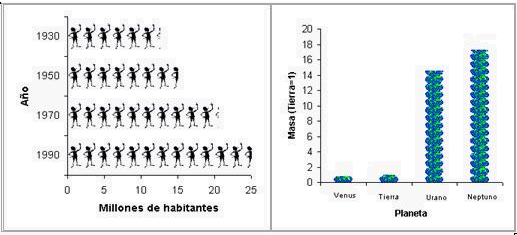 1930
1950
1970
1990
Año
0 5 10 15 20 25
Millones de habitantes
20
18
16
14
12
10
8
6
4
2
0
Masa (Tierra=1)
Venus Tierra Urano Neptuno
Planeta